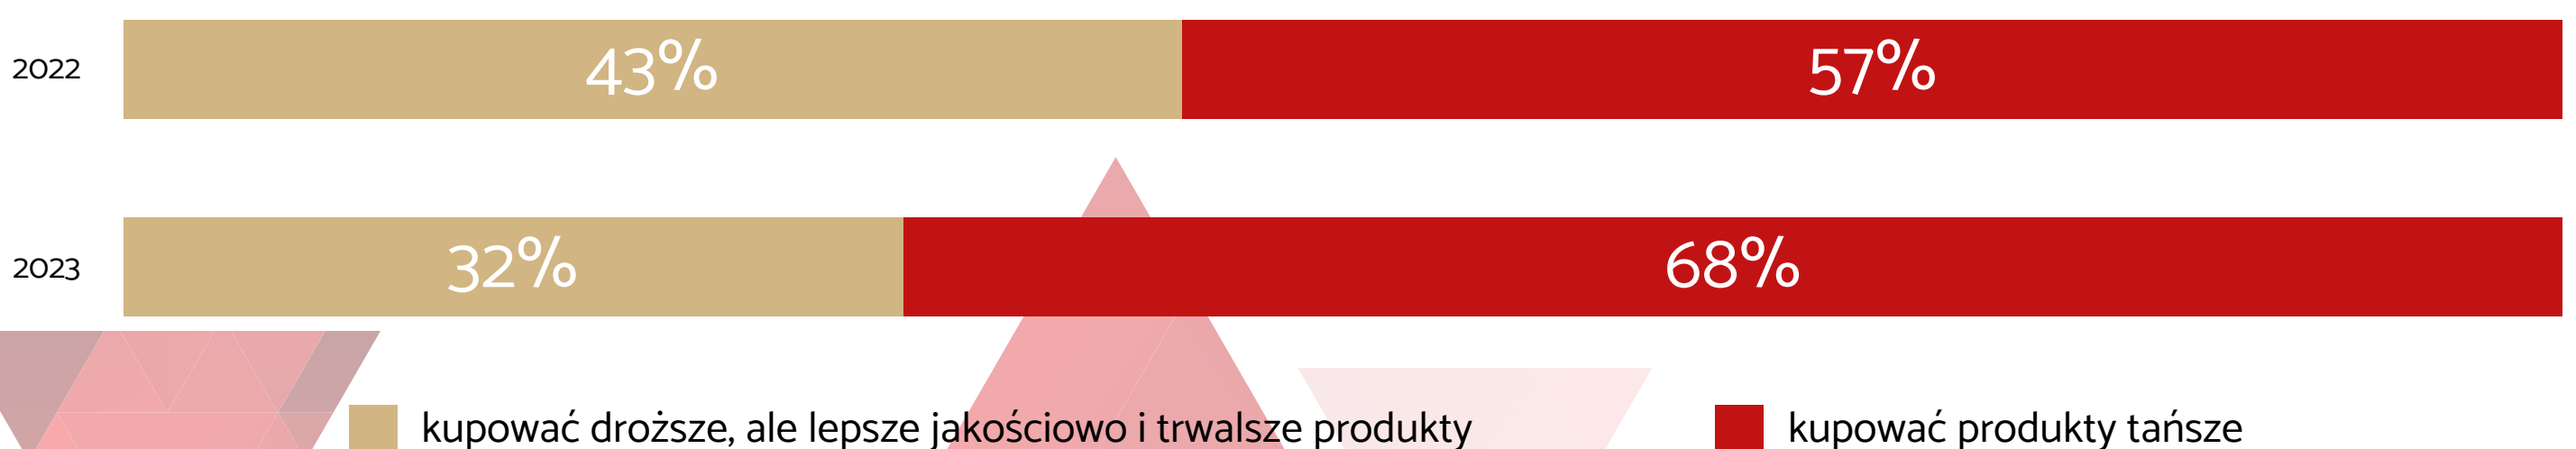 2022 43% 57%
2023 32% 68%
kupować droższe, ale lepsze jakościowo i trwalsze produkty
kupować produkty tańsze